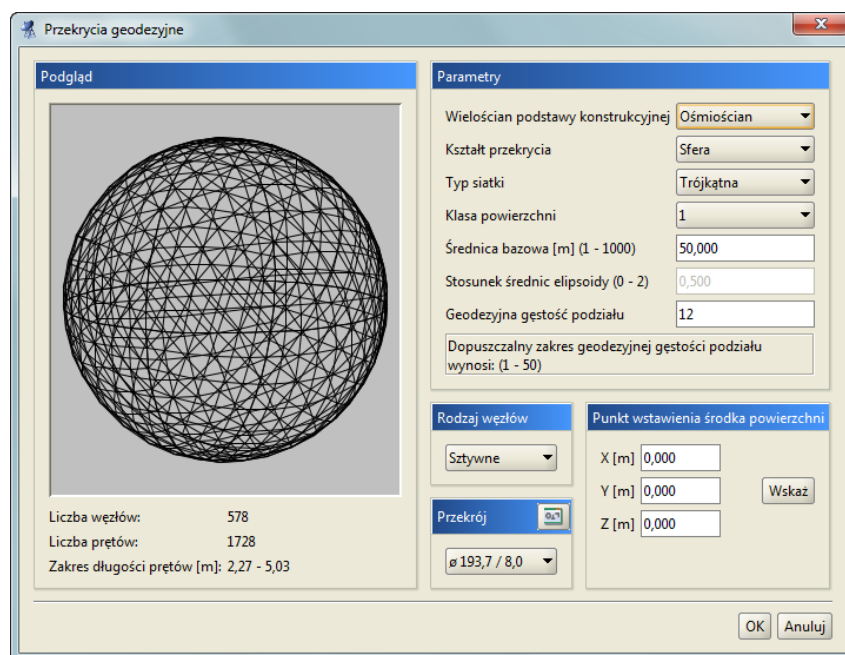 Przekrycia geodezyjne
Podgląd
Liczba węzłów: 578
Liczba prętów: 1728
Zakres długości prętów [m]: 2,27 - 5,03
Parametry
Wielościan podstawy konstrukcyjnej Ośmiościan
Kształt przekrycia Sfera
Typ siatki Trójkątna
Klasa powierzchni 1
Średnica bazowa [m] (1 - 1000) 50,000
Stosunek średnic elipsoidy (0 - 2) 0,500
Geodezyjna gęstość podziału 12
Dopuszczalny zakres geodezyjnej gęstości podziału
wynosi: (1 - 50)
Rodzaj węzłów
Sztywne
Przekrój
ø 193,7 / 8,0
Punkt wstawienia środka powierzchni
X [m] 0,000
Y [m] 0,000
Wskaż
Z [m] 0,000
OK Anuluj